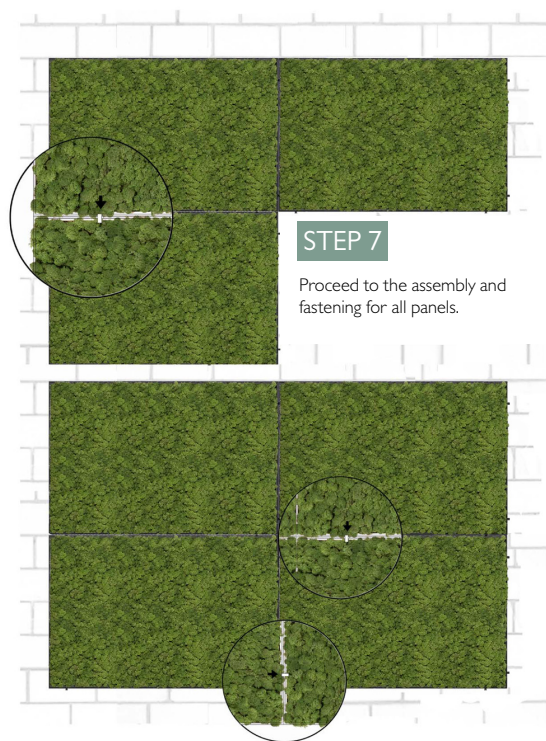 STEP 7
Proceed to the assembly and
fastening for all panels.